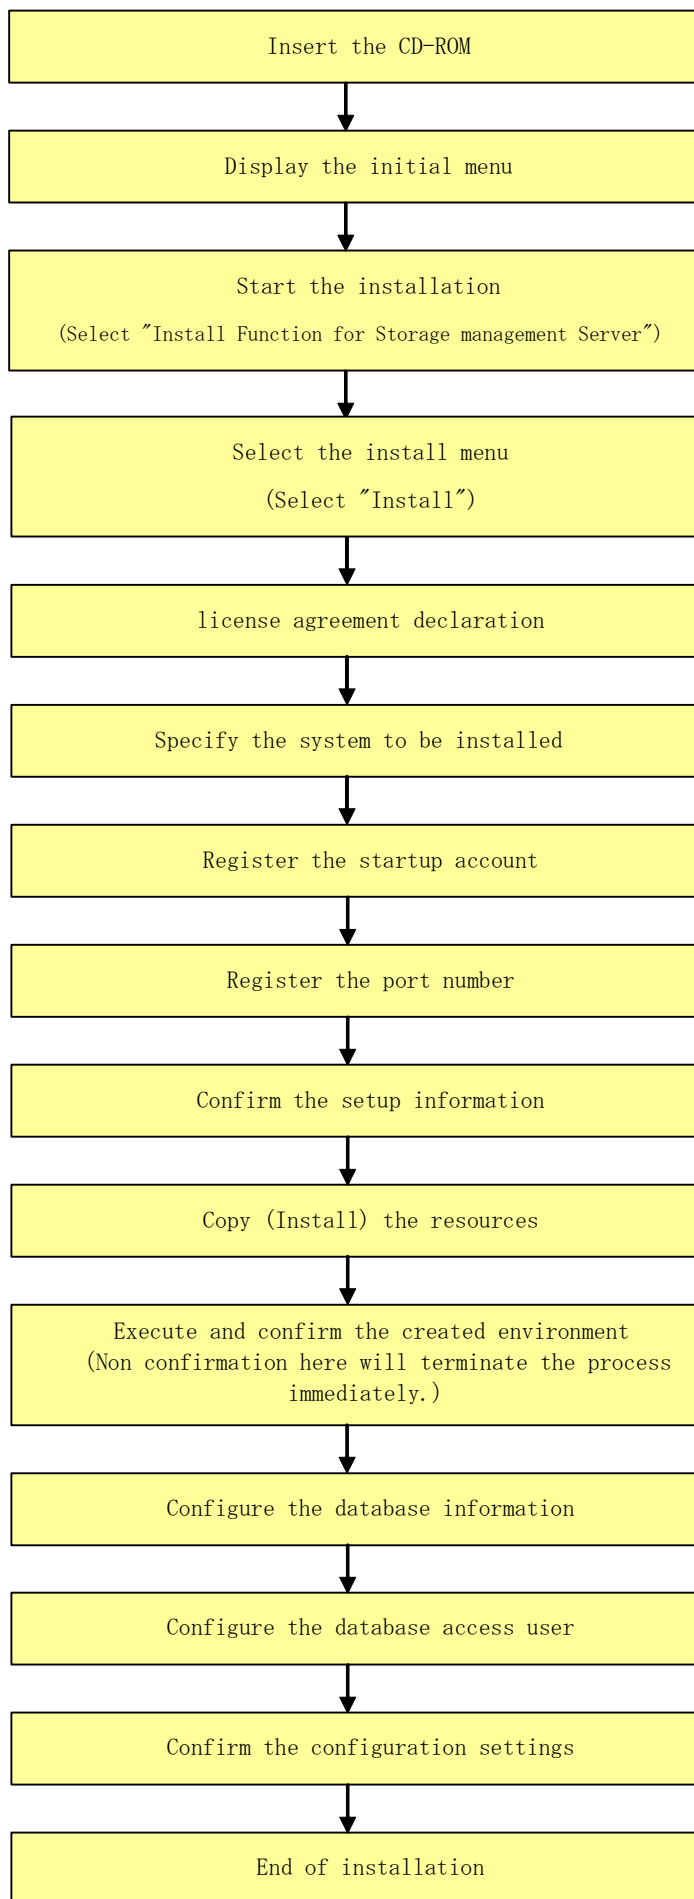 Insert the CD-ROM
Display the initial menu
Start the installation
(Select "Install Function for Storage management Server")
Select the install menu
(Select "Install")
license agreement declaration
Specify the system to be installed
Register the startup account
Register the port number
Confirm the setup information
Copy (Install) the resources
Execute and confirm the created environment
(Non confirmation here will terminate the process
immediately.)
Configure the database information
Configure the database access user
Confirm the configuration settings
End of installation